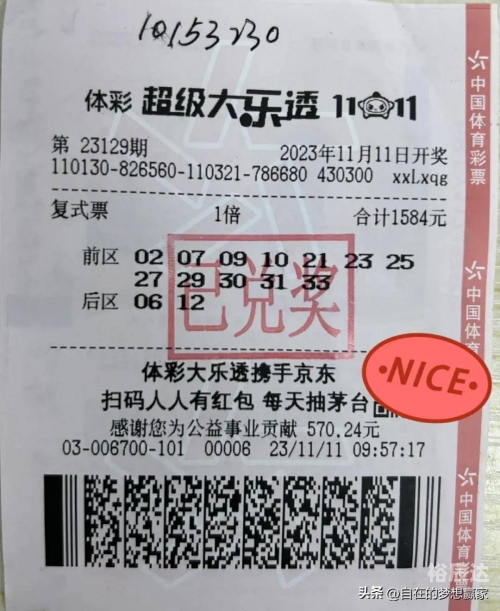 10153230
体彩 超级大乐透 11 11
第 23129期 2023年11月11日开奖
110130-826560-110321-786680 430300 xxLxqg
复式票 1倍 合计1584元
前区 02 07 09 10 21 23 25
27 29 30 31 33
后区 06 12
已兑奖
体彩大乐透携手京东
扫码人人有红包 每天抽茅台
感谢您为公益事业贡献 570.24元
03-006700-101 00006 23/11/11 09:57:17
·NICE·
中国体育彩票
中国体育
中国体育彩票
裕晟达
头条 @自在的梦想赢家